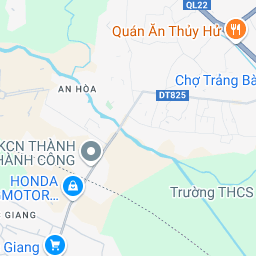 QL22
Quán Ăn Thủy Hử
Chợ Trảng Bà
AN HÒA
DT825
KCN THÀNH
HÀNH CÔNG
HONDA
MOTOR...
Trường THCS
GIANG
Giang